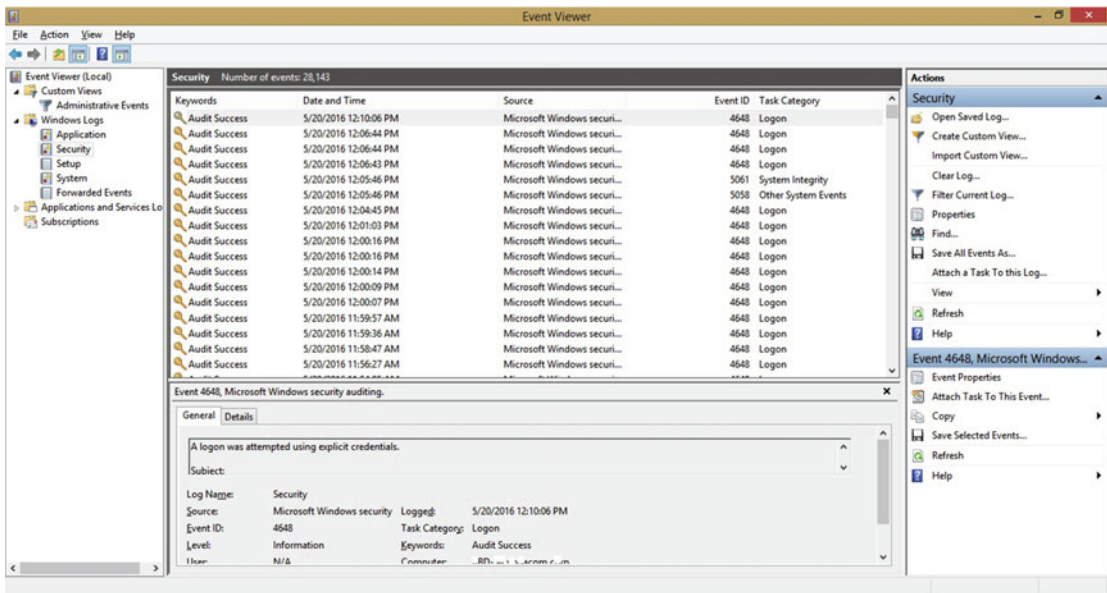 Event Viewer
File Action View Help
Event Viewer (Local)
Custom Views
Administrative Events
Windows Logs
Application
Security
Setup
System
Forwarded Events
Applications and Services Lo
Subscriptions
Security Number of events: 28,143
Keywords Date and Time Source Event ID Task Category
Audit Success 5/20/2016 12:10:06 PM Microsoft Windows securi... 4648 Logon
Audit Success 5/20/2016 12:06:44 PM Microsoft Windows securi... 4648 Logon
Audit Success 5/20/2016 12:06:44 PM Microsoft Windows securi... 4648 Logon
Audit Success 5/20/2016 12:06:43 PM Microsoft Windows securi... 4648 Logon
Audit Success 5/20/2016 12:05:46 PM Microsoft Windows securi... 5061 System Integrity
Audit Success 5/20/2016 12:05:46 PM Microsoft Windows securi... 5058 Other System Events
Audit Success 5/20/2016 12:04:45 PM Microsoft Windows securi... 4648 Logon
Audit Success 5/20/2016 12:01:03 PM Microsoft Windows securi... 4648 Logon
Audit Success 5/20/2016 12:00:16 PM Microsoft Windows securi... 4648 Logon
Audit Success 5/20/2016 12:00:16 PM Microsoft Windows securi... 4648 Logon
Audit Success 5/20/2016 12:00:14 PM Microsoft Windows securi... 4648 Logon
Audit Success 5/20/2016 12:00:09 PM Microsoft Windows securi... 4648 Logon
Audit Success 5/20/2016 12:00:07 PM Microsoft Windows securi... 4648 Logon
Audit Success 5/20/2016 11:59:57 AM Microsoft Windows securi... 4648 Logon
Audit Success 5/20/2016 11:59:36 AM Microsoft Windows securi... 4648 Logon
Audit Success 5/20/2016 11:58:47 AM Microsoft Windows securi... 4648 Logon
Audit Success 5/20/2016 11:56:27 AM Microsoft Windows securi... 4648 Logon
Event 4648, Microsoft Windows security auditing.
General Details
A logon was attempted using explicit credentials.
Subject:
Log Name: Security
Source: Microsoft Windows security Logged: 5/20/2016 12:10:06 PM
Event ID: 4648 Task Category: Logon
Level: Information Keywords: Audit Success
User: N/A Computer:
Actions
Security
Open Saved Log...
Create Custom View...
Import Custom View...
Clear Log...
Filter Current Log...
Properties
Find...
Save All Events As...
Attach a Task To this Log...
View
Refresh
Help
Event 4648, Microsoft Windows...
Event Properties
Attach Task To This Event...
Copy
Save Selected Events...
Refresh
Help